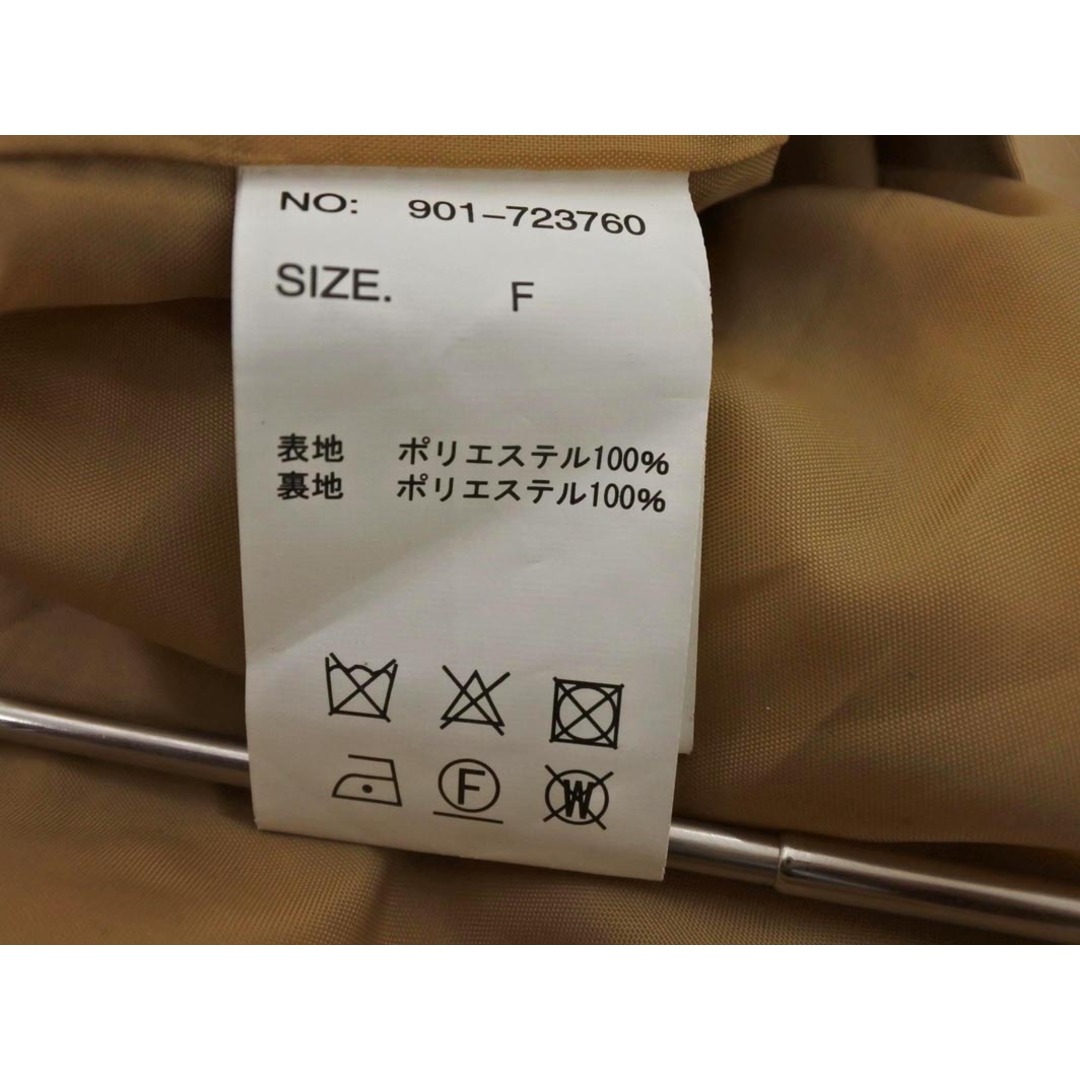 NO: 901-723760
SIZE. F
表地 ポリエステル100%
裏地 ポリエステル100%
F
W